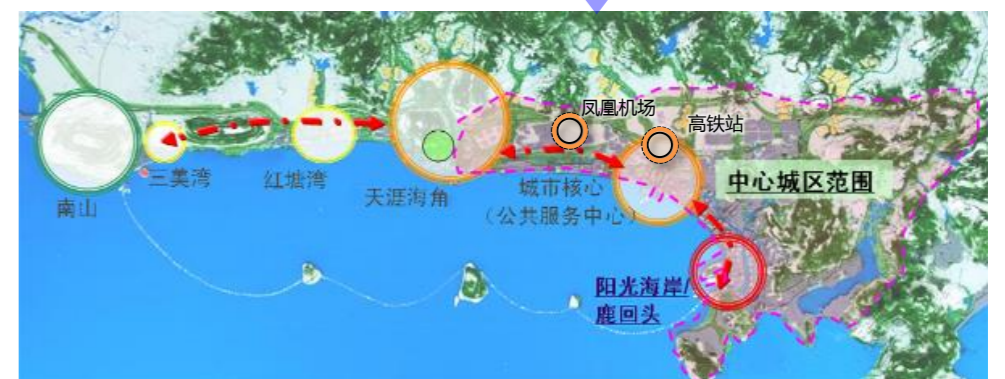 凤凰机场
高铁站
中心城区范围
三美湾
红塘湾
天涯海角
城市核心
（公共服务中心）
南山
阳光海岸/
鹿回头